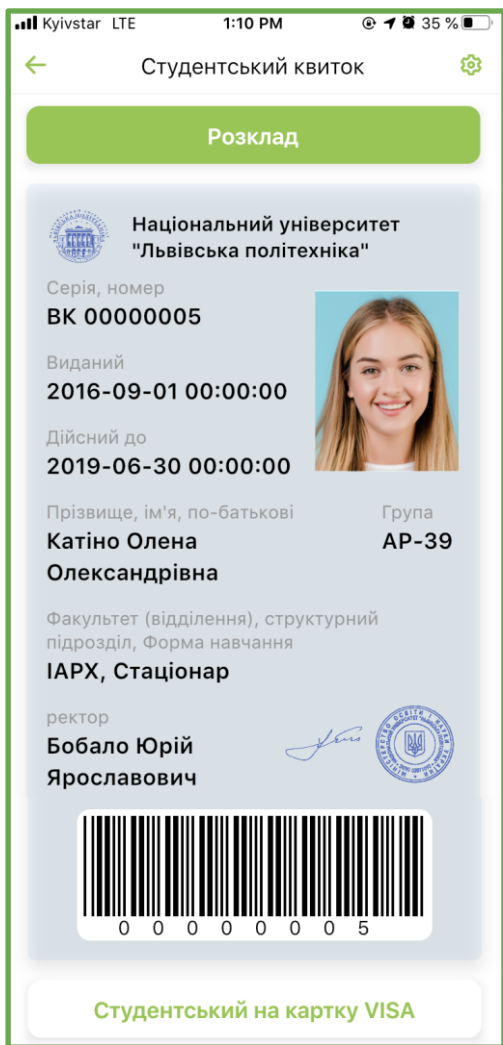 Kyivstar LTE 1:10 PM 35 %
Студентський квиток
Розклад
Національний університет
"Львівська політехніка"
Серія, номер
ВК 00000005
Виданий
2016-09-01 00:00:00
Дійсний до
2019-06-30 00:00:00
Прізвище, ім'я, по-батькові
Група
Катіно Олена
АР-39
Олександрівна
Факультет (відділення), структурний
підрозділ, Форма навчання
ІАРХ, Стаціонар
ректор
Бобало Юрій
Ярославович
0 0 0 0 0 0 0 5
Студентський на картку VISA